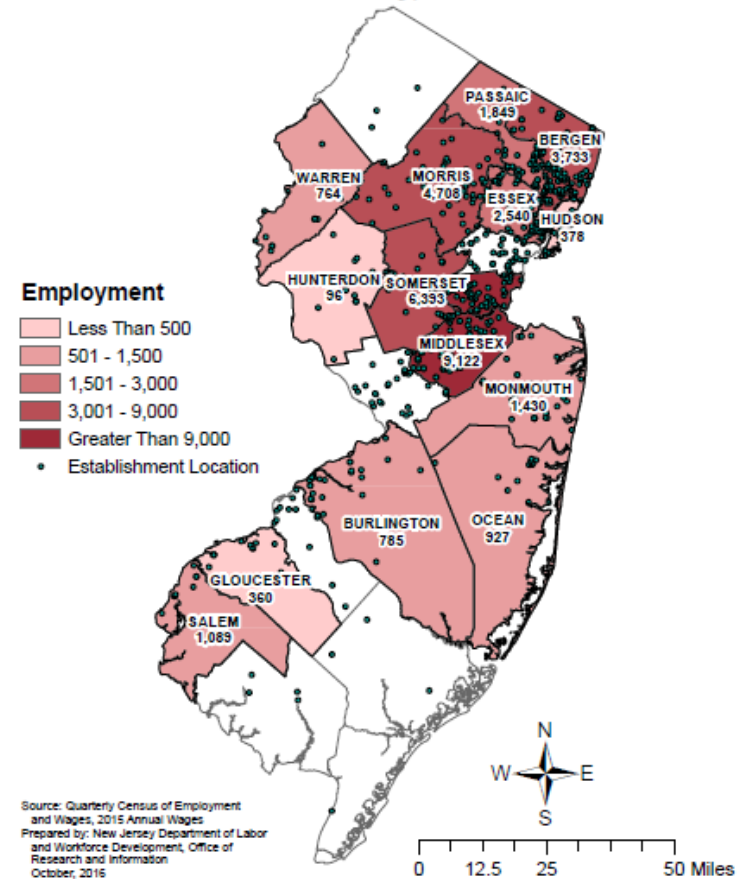 PASSAIC
1,849
BERGEN
3,733
WARREN
764
MORRIS
4,708
ESSEX
2,540
HUDSON
378
HUNTERDON
96
SOMERSET
6,393
MIDDLESEX
9,122
MONMOUTH
1,430
Employment
Less Than 500
501 - 1,500
1,501 - 3,000
3,001 - 9,000
Greater Than 9,000
Establishment Location
BURLINGTON
785
OCEAN
927
GLOUCESTER
360
SALEM
1,089
N
W E
S
Source: Quarterly Census of Employment
and Wages, 2015 Annual Wages
Prepared by: New Jersey Department of Labor
and Workforce Development, Office of
Research and Information
October, 2016
0 12.5 25 50 Miles